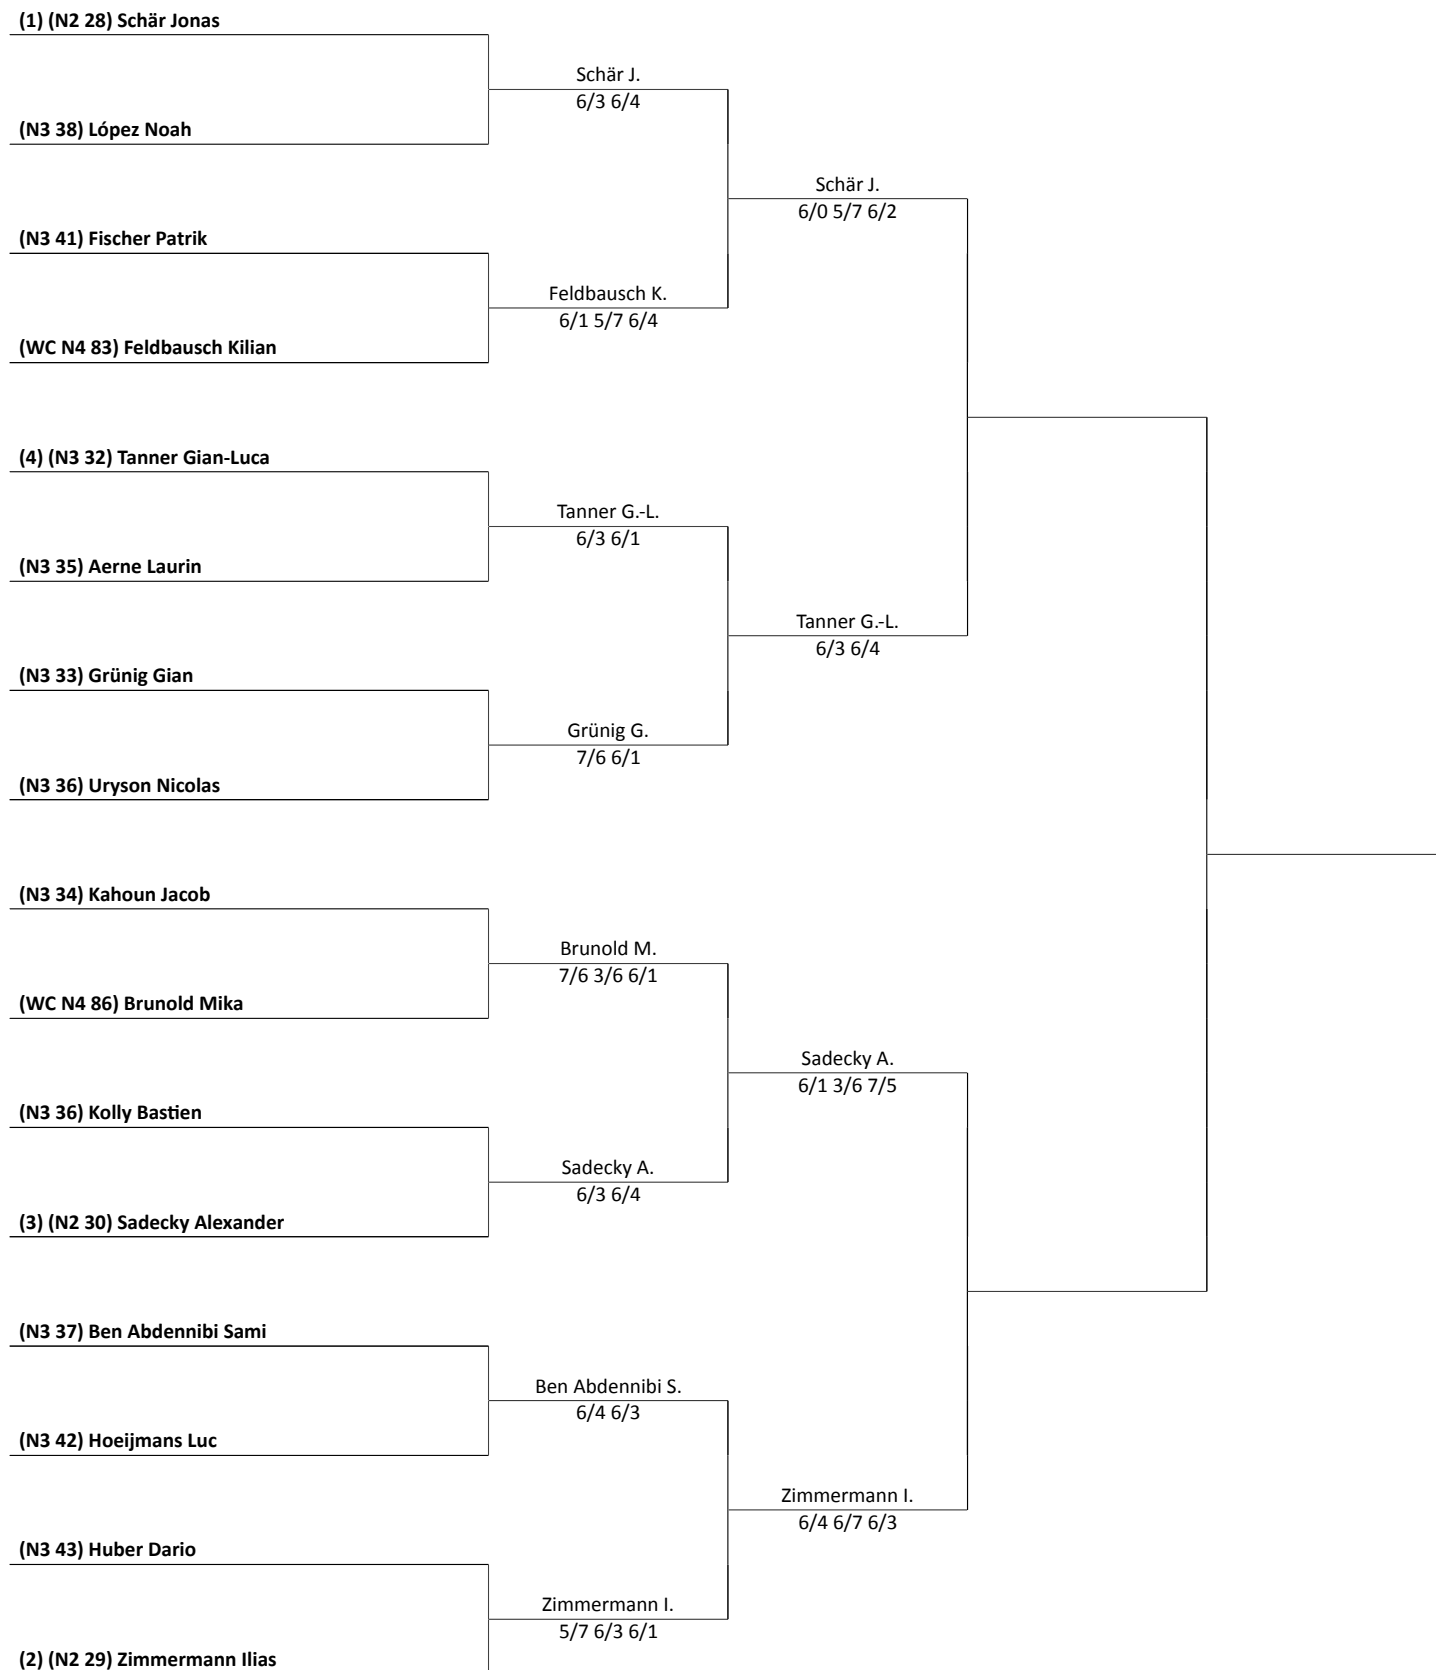 (1) (N2 28) Schär Jonas
Schär J.
6/3 6/4
(N3 38) López Noah
Schär J.
6/0 5/7 6/2
(N3 41) Fischer Patrik
Feldbausch K.
6/1 5/7 6/4
(WC N4 83) Feldbausch Kilian
(4) (N3 32) Tanner Gian-Luca
Tanner G.-L.
6/3 6/1
(N3 35) Aerne Laurin
Tanner G.-L.
6/3 6/4
(N3 33) Grünig Gian
Grünig G.
7/6 6/1
(N3 36) Uryson Nicolas
(N3 34) Kahoun Jacob
Brunold M.
7/6 3/6 6/1
(WC N4 86) Brunold Mika
Sadecky A.
6/1 3/6 7/5
(N3 36) Kolly Bastien
Sadecky A.
6/3 6/4
(3) (N2 30) Sadecky Alexander
(N3 37) Ben Abdennibi Sami
Ben Abdennibi S.
6/4 6/3
(N3 42) Hoeijmans Luc
Zimmermann I.
6/4 6/7 6/3
(N3 43) Huber Dario
Zimmermann I.
5/7 6/3 6/1
(2) (N2 29) Zimmermann Ilias